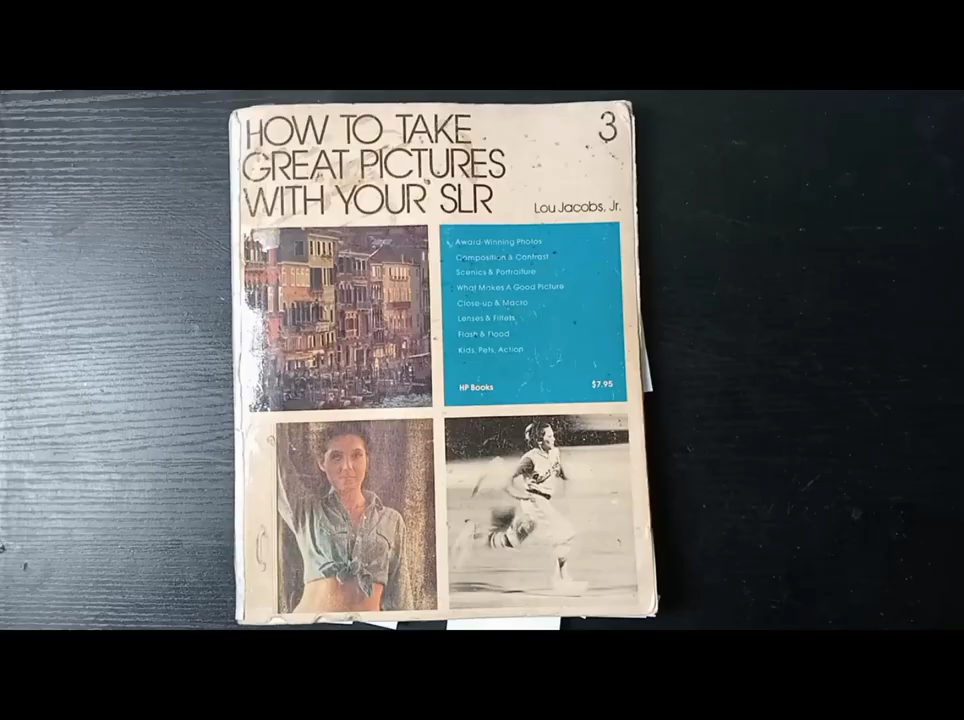 HOW TO TAKE
GREAT PICTURES
WITH YOUR SLR
3
Lou Jacobs, Jr.
Award-Winning Photos
Composition & Contrast
Scenics & Portraiture
What Makes A Good Picture
Close-up & Macro
Lenses & Filters
Flash & Flood
Kids, Pets, Action
HP Books
$7.95